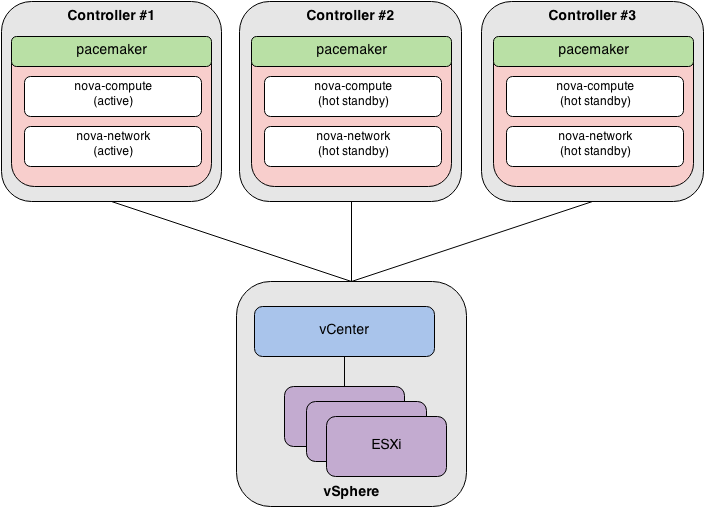 Controller #1
pacemaker
nova-compute
(active)
nova-network
(active)
Controller #2
pacemaker
nova-compute
(hot standby)
nova-network
(hot standby)
Controller #3
pacemaker
nova-compute
(hot standby)
nova-network
(hot standby)
vCenter
ESXi
vSphere